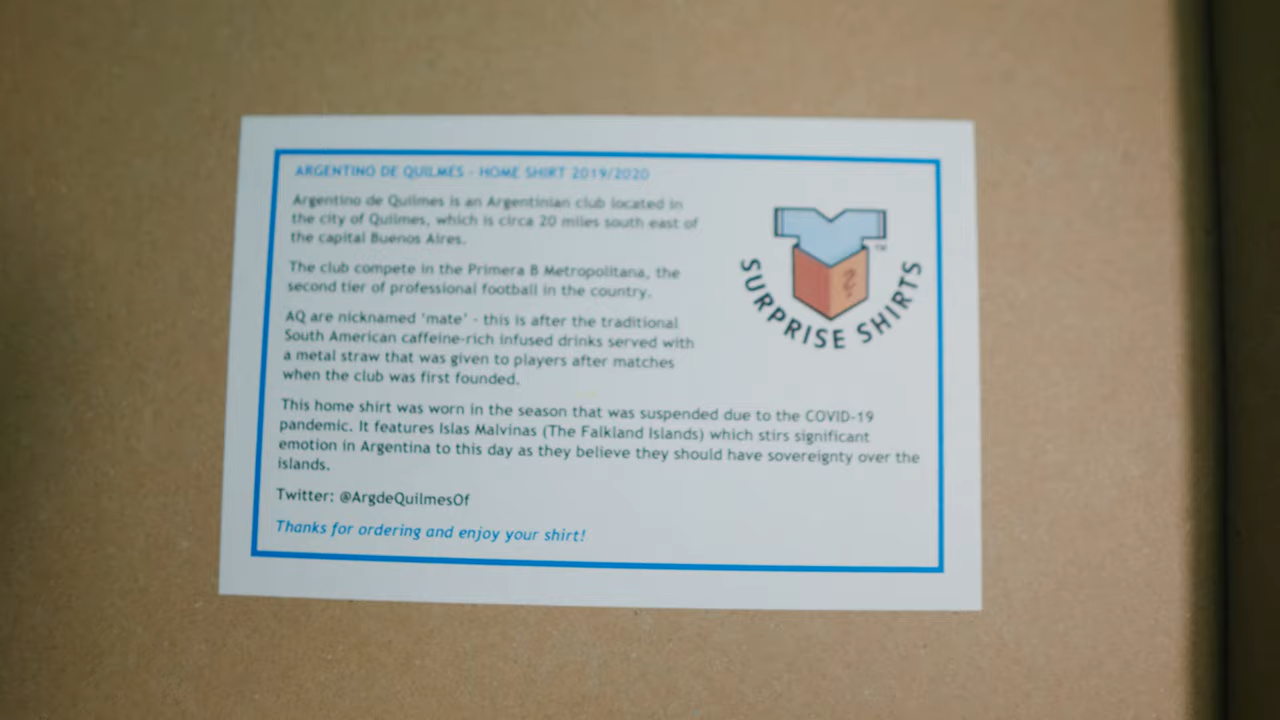 ARGENTINO DE QUILMES - HOME SHIRT 2019/2020
Argentino de Quilmes is an Argentinian club located in
the city of Quilmes, which is circa 20 miles south east of
the capital Buenos Aires.
The club compete in the Primera B Metropolitana, the
second tier of professional football in the country.
AQ are nicknamed 'mate' - this is after the traditional
South American caffeine-rich infused drinks served with
a metal straw that was given to players after matches
when the club was first founded.
This home shirt was worn in the season that was suspended due to the COVID-19
pandemic. It features Islas Malvinas (The Falkland Islands) which stirs significant
emotion in Argentina to this day as they believe they should have sovereignty over the
islands.
Twitter: @ArgdeQuilmesOf
Thanks for ordering and enjoy your shirt!
?
TM
SURPRISE SHIRTS